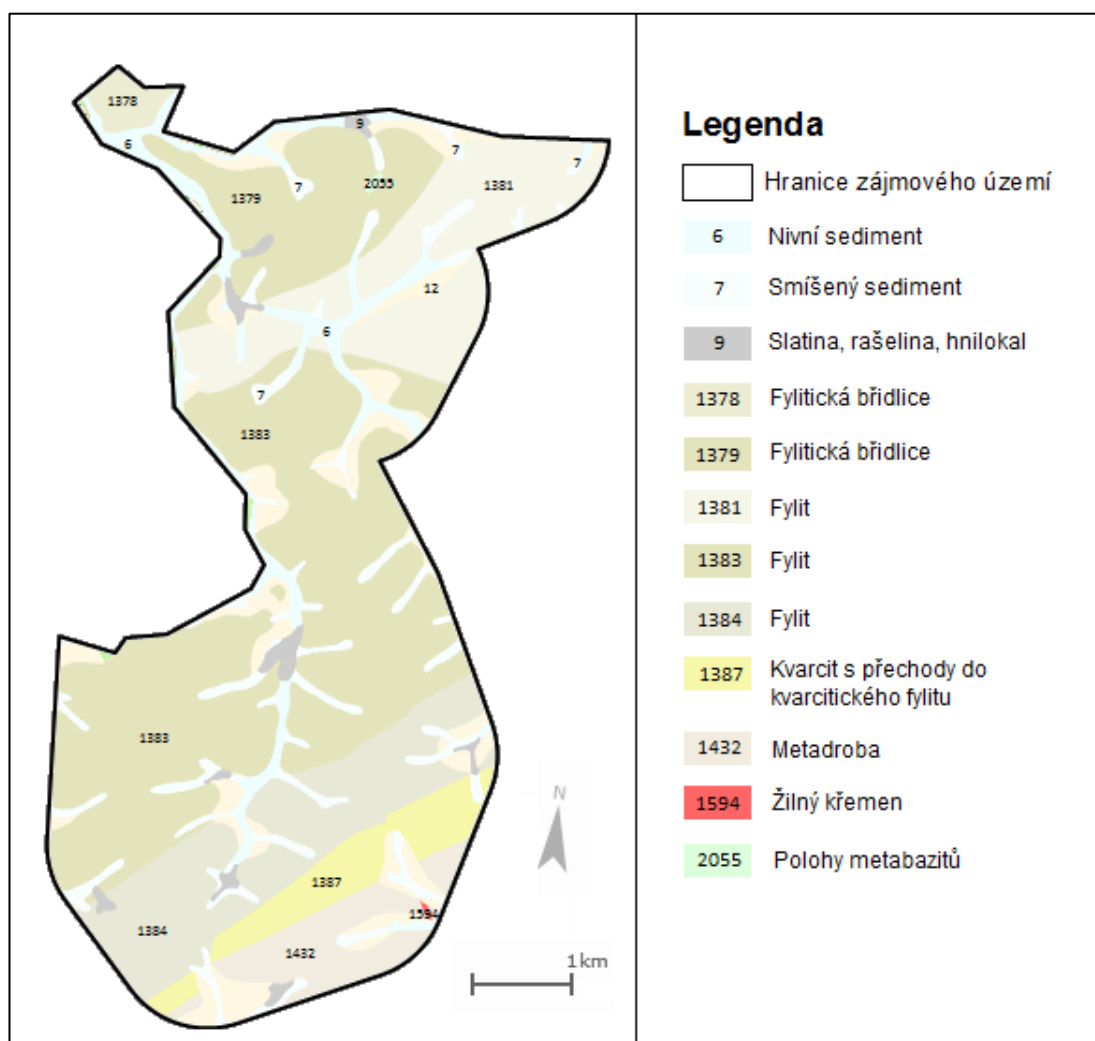 1378
9
6
7
7
7
2055
1381
1379
12
6
7
1383
1383
1387
1594
1384
1432
N
1km
Legenda
Hranice zájmového území
6 Nivní sediment
7 Smíšený sediment
9 Slatina, rašelina, hnilokal
1378 Fylitická břidlice
1379 Fylitická břidlice
1381 Fylit
1383 Fylit
1384 Fylit
1387 Kvarcit s přechody do
kvarcitického fylitu
1432 Metadroba
1594 Žilný křemen
2055 Polohy metabazitů